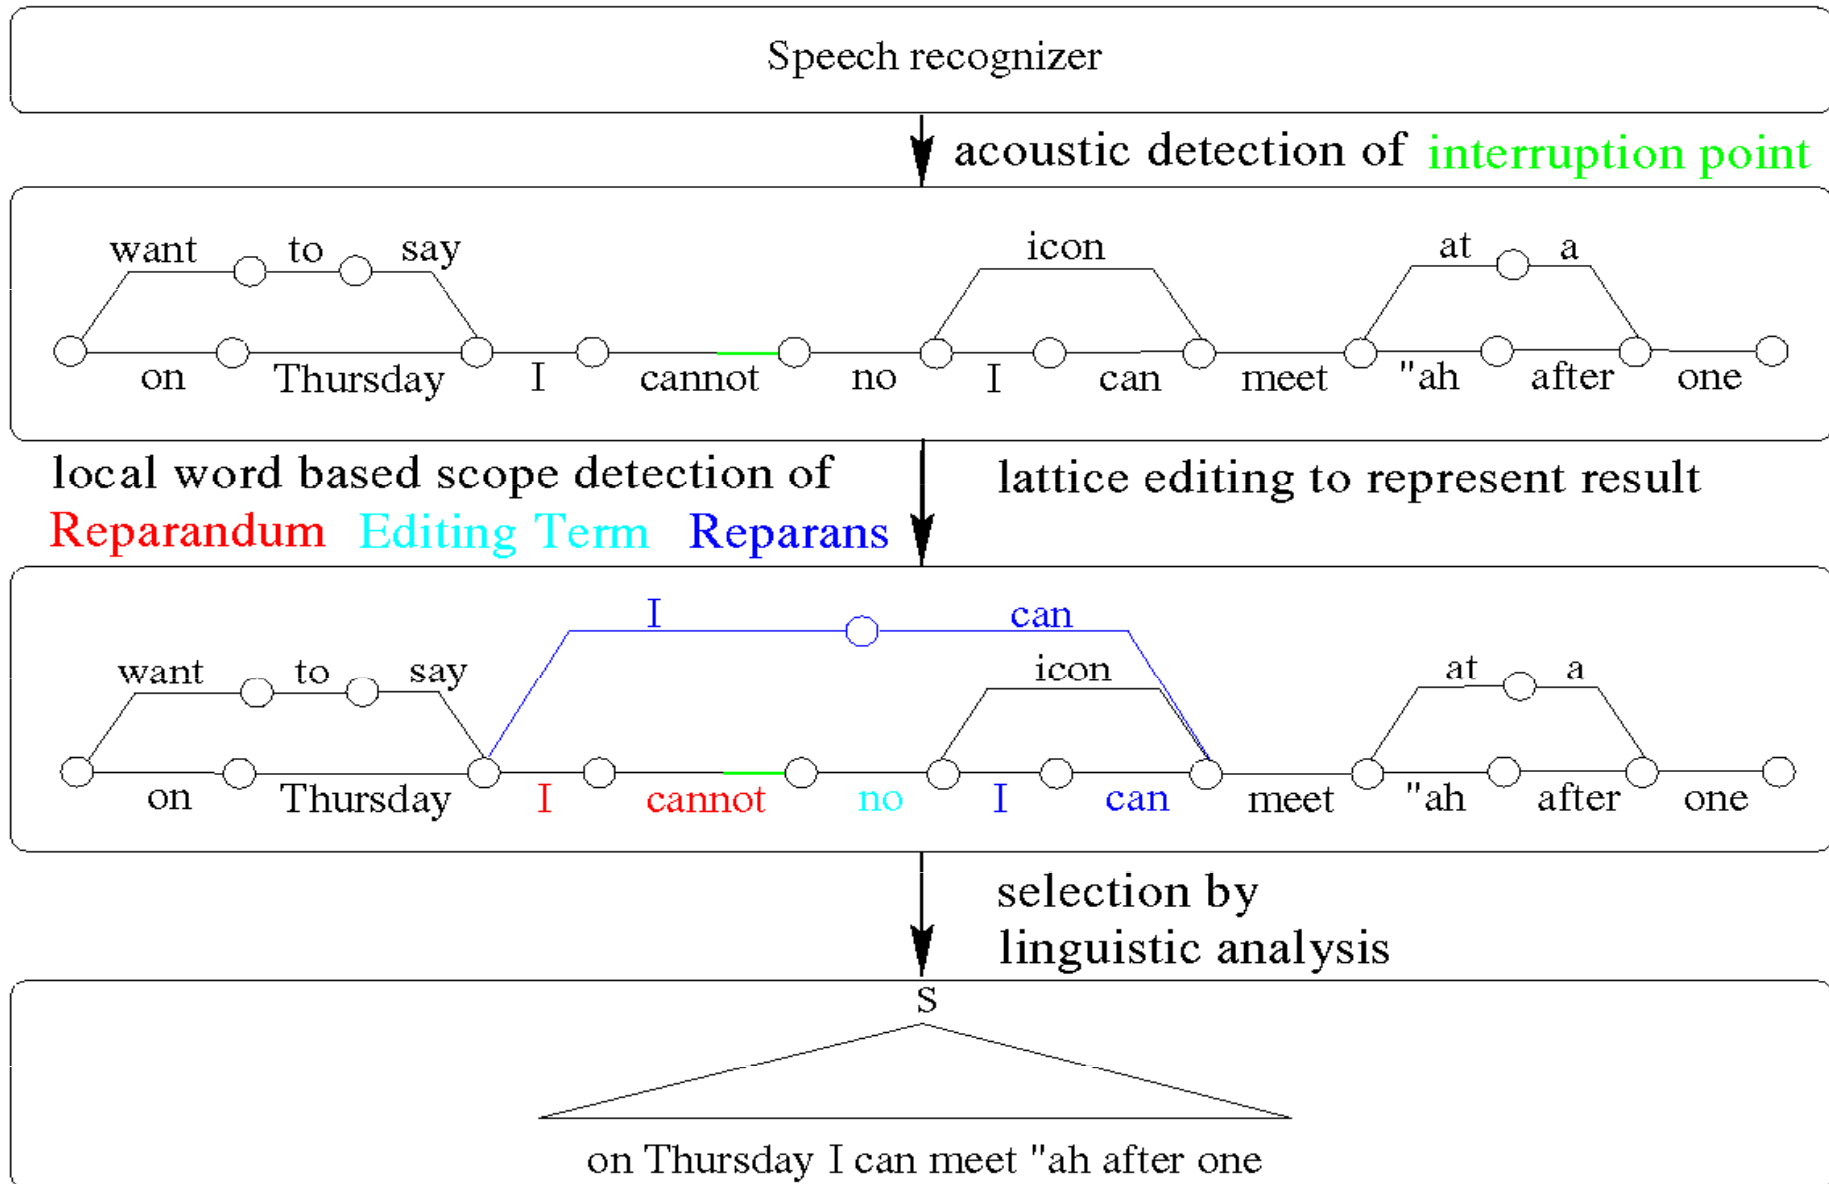 Speech recognizer
acoustic detection of interruption point
want to say icon at a
on Thursday I cannot no I can meet "ah after one
local word based scope detection of
Reparandum Editing Term Reparans
lattice editing to represent result
I can
want to say icon at a
on Thursday I cannot no I can meet "ah after one
selection by
linguistic analysis
S
on Thursday I can meet "ah after one